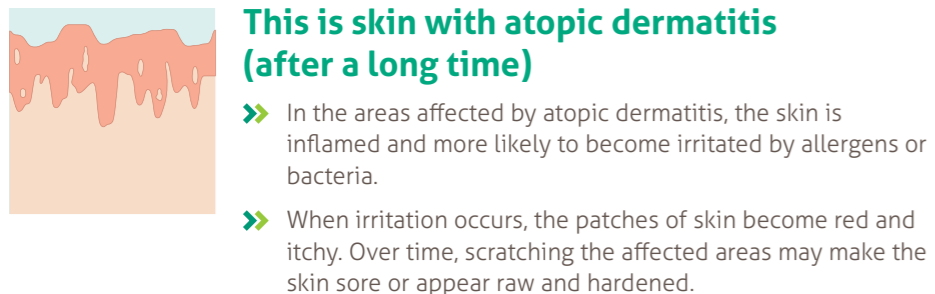 This is skin with atopic dermatitis
(after a long time)
In the areas affected by atopic dermatitis, the skin is
inflamed and more likely to become irritated by allergens or
bacteria.
When irritation occurs, the patches of skin become red and
itchy. Over time, scratching the affected areas may make the
skin sore or appear raw and hardened.